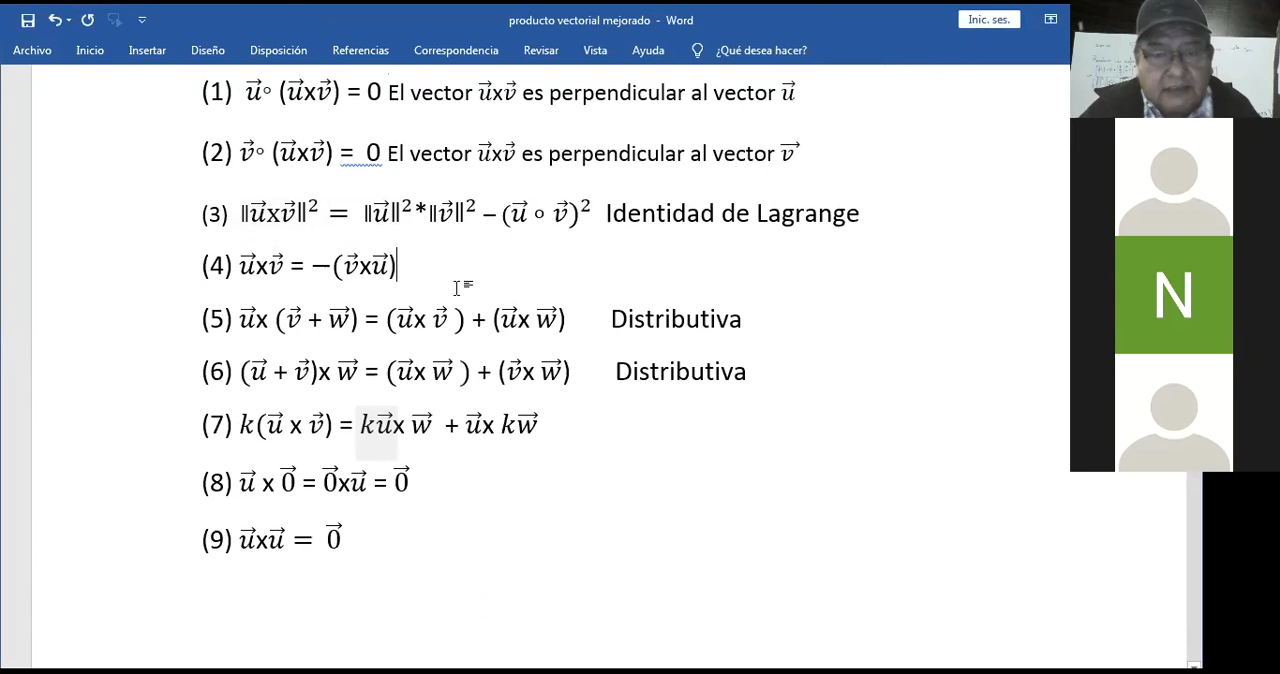 producto vectorial mejorado - Word
Inic. ses.
Archivo Inicio Insertar Diseño Disposición Referencias Correspondencia Revisar Vista Ayuda ¿Qué desea hacer?
(1) u⃗∘ (u⃗xv⃗) = 0 El vector u⃗xv⃗ es perpendicular al vector u⃗
(2) v⃗∘ (u⃗xv⃗) = 0 El vector u⃗xv⃗ es perpendicular al vector v⃗
(3) ‖u⃗xv⃗‖² = ‖u⃗‖²*‖v⃗‖² – (u⃗ ∘ v⃗)² Identidad de Lagrange
(4) u⃗xv⃗ = −(v⃗xu⃗)
(5) u⃗x (v⃗ + w⃗) = (u⃗x v⃗ ) + (u⃗x w⃗) Distributiva
(6) (u⃗ + v⃗)x w⃗ = (u⃗x w⃗ ) + (v⃗x w⃗) Distributiva
(7) k(u⃗ x v⃗) = ku⃗x w⃗ + u⃗x kw⃗
(8) u⃗ x 0⃗ = 0⃗xu⃗ = 0⃗
(9) u⃗xu⃗ = 0⃗
N